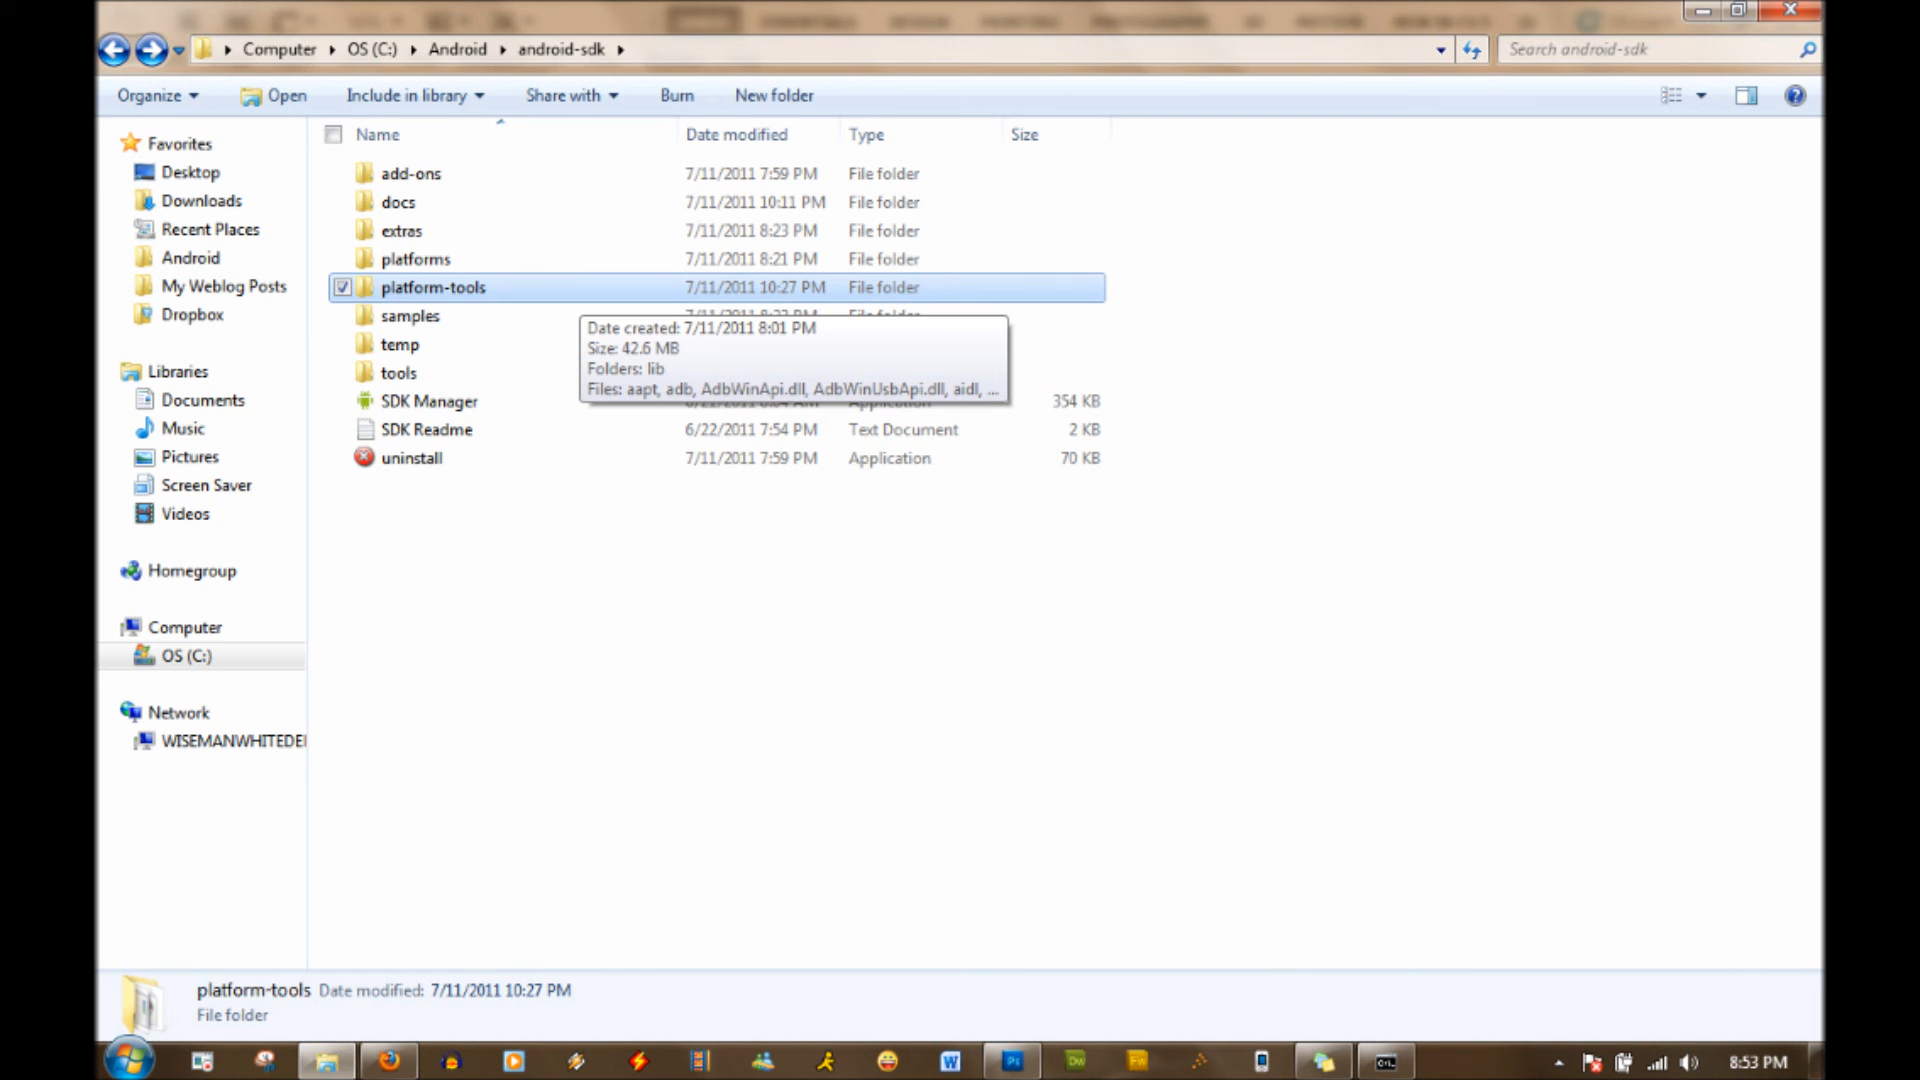 Computer OS (C:) Android android-sdk
Search android-sdk
Organize Open Include in library Share with Burn New folder
Name Date modified Type Size
Favorites
Desktop
Downloads
Recent Places
Android
My Weblog Posts
Dropbox
Libraries
Documents
Music
Pictures
Screen Saver
Videos
Homegroup
Computer
OS (C:)
Network
WISEMANWHITEDE
add-ons 7/11/2011 7:59 PM File folder
docs 7/11/2011 10:11 PM File folder
extras 7/11/2011 8:23 PM File folder
platforms 7/11/2011 8:21 PM File folder
platform-tools 7/11/2011 10:27 PM File folder
samples
temp
tools
SDK Manager Application 354 KB
SDK Readme 6/22/2011 7:54 PM Text Document 2 KB
uninstall 7/11/2011 7:59 PM Application 70 KB
Date created: 7/11/2011 8:01 PM
Size: 42.6 MB
Folders: lib
Files: aapt, adb, AdbWinApi.dll, AdbWinUsbApi.dll, aidl, ...
platform-tools Date modified: 7/11/2011 10:27 PM
File folder
W Ps Dw Fw
8:53 PM